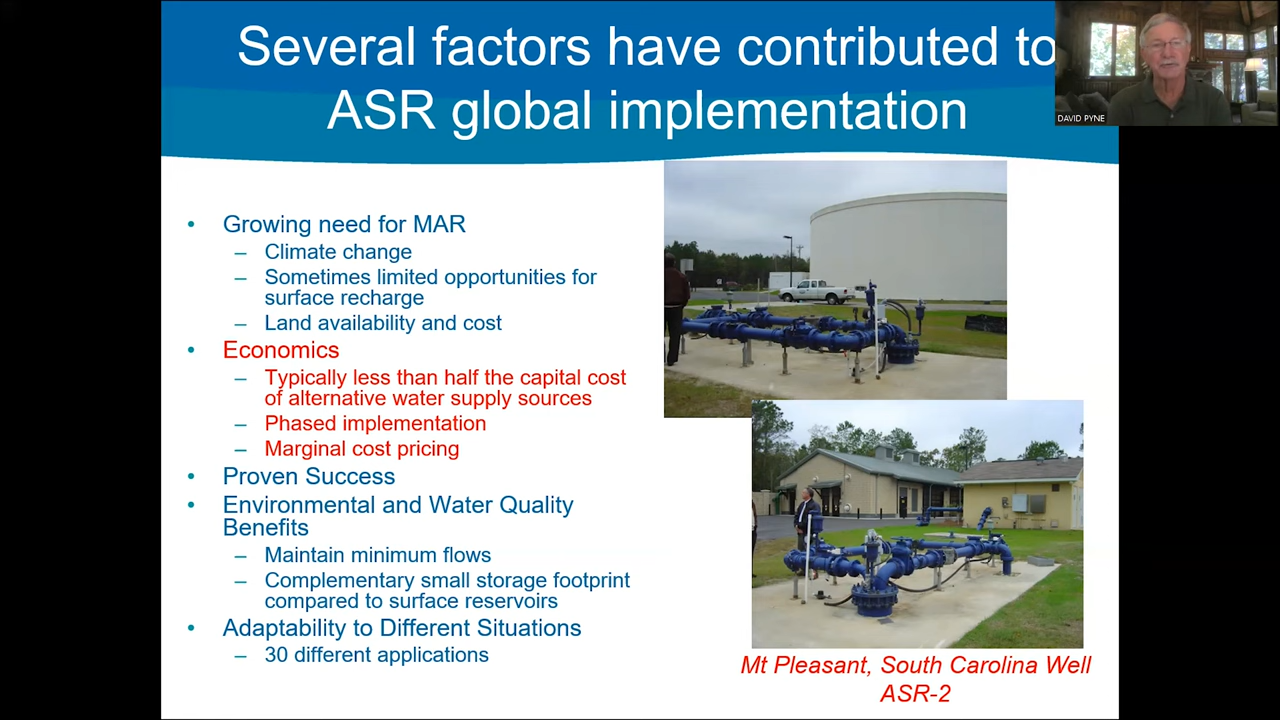 Several factors have contributed to
ASR global implementation
DAVID PYNE
• Growing need for MAR
– Climate change
– Sometimes limited opportunities for
surface recharge
– Land availability and cost
• Economics
– Typically less than half the capital cost
of alternative water supply sources
– Phased implementation
– Marginal cost pricing
• Proven Success
• Environmental and Water Quality
Benefits
– Maintain minimum flows
– Complementary small storage footprint
compared to surface reservoirs
• Adaptability to Different Situations
– 30 different applications
Mt Pleasant, South Carolina Well
ASR-2